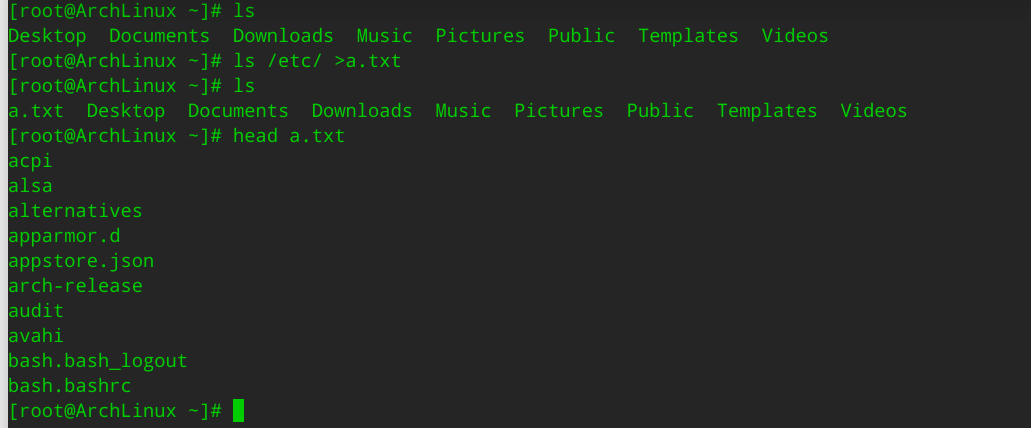 [root@ArchLinux ~]# ls
Desktop  Documents  Downloads  Music  Pictures  Public  Templates  Videos
[root@ArchLinux ~]# ls /etc/ >a.txt
[root@ArchLinux ~]# ls
a.txt  Desktop  Documents  Downloads  Music  Pictures  Public  Templates  Videos
[root@ArchLinux ~]# head a.txt
acpi
alsa
alternatives
apparmor.d
appstore.json
arch-release
audit
avahi
bash.bash_logout
bash.bashrc
[root@ArchLinux ~]#